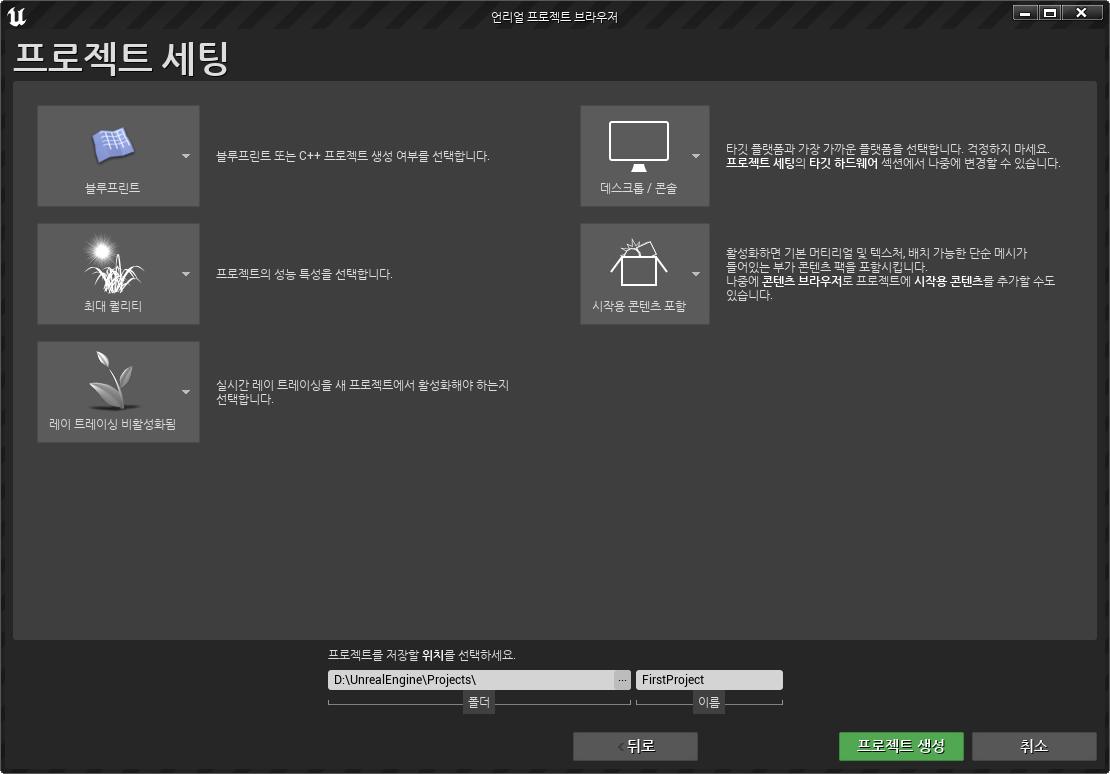 언리얼 프로젝트 브라우저
프로젝트 세팅
블루프린트
블루프린트 또는 C++ 프로젝트 생성 여부를 선택합니다.
데스크톱 / 콘솔
타깃 플랫폼과 가장 가까운 플랫폼을 선택합니다. 걱정하지 마세요.
프로젝트 세팅의 타깃 하드웨어 섹션에서 나중에 변경할 수 있습니다.
최대 퀄리티
프로젝트의 성능 특성을 선택합니다.
시작용 콘텐츠 포함
활성화하면 기본 머티리얼 및 텍스처, 배치 가능한 단순 메시가
들어있는 부가 콘텐츠 팩을 포함시킵니다.
나중에 콘텐츠 브라우저로 프로젝트에 시작용 콘텐츠를 추가할 수도
있습니다.
레이 트레이싱 비활성화됨
실시간 레이 트레이싱을 새 프로젝트에서 활성화해야 하는지
선택합니다.
프로젝트를 저장할 위치를 선택하세요.
D:\UnrealEngine\Projects\ ... FirstProject
폴더 이름
< 뒤로 프로젝트 생성 취소